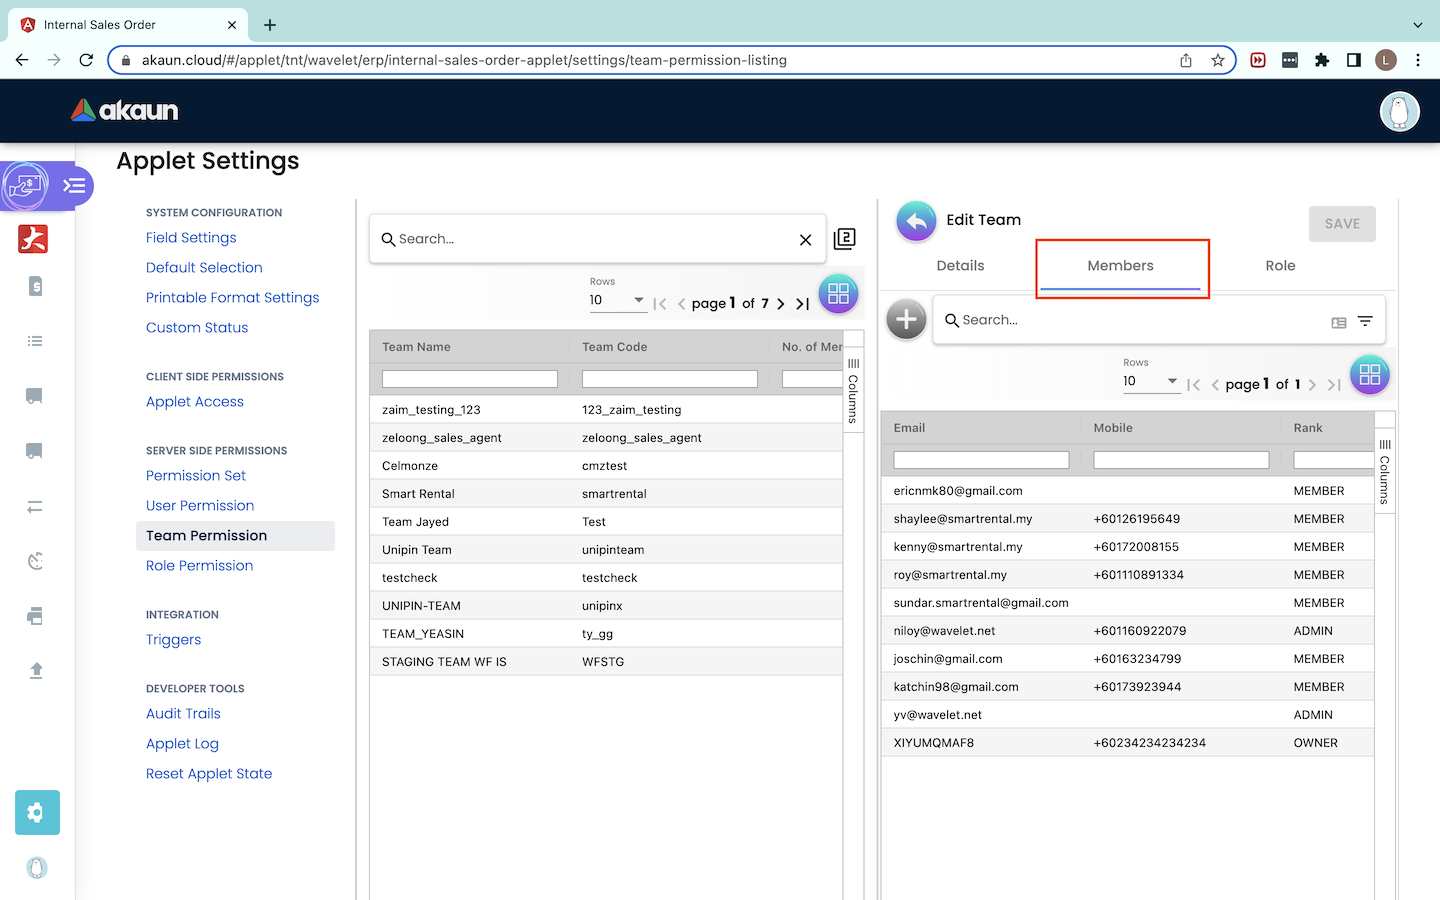 Internal Sales Order
akaun.cloud/#/applet/tnt/wavelet/erp/internal-sales-order-applet/settings/team-permission-listing
L
akaun
Applet Settings
SYSTEM CONFIGURATION
Field Settings
Default Selection
Printable Format Settings
Custom Status
CLIENT SIDE PERMISSIONS
Applet Access
SERVER SIDE PERMISSIONS
Permission Set
User Permission
Team Permission
Role Permission
INTEGRATION
Triggers
DEVELOPER TOOLS
Audit Trails
Applet Log
Reset Applet State
Search...
2
Rows
10
page 1 of 7
Team Name Team Code No. of Mer
Columns
zaim_testing_123 123_zaim_testing
zeloong_sales_agent zeloong_sales_agent
Celmonze cmztest
Smart Rental smartrental
Team Jayed Test
Unipin Team unipinteam
testcheck testcheck
UNIPIN-TEAM unipinx
TEAM_YEASIN ty_gg
STAGING TEAM WF IS WFSTG
Edit Team
SAVE
Details Members Role
Search...
Rows
10
page 1 of 1
Email Mobile Rank
Columns
ericnmk80@gmail.com MEMBER
shaylee@smartrental.my +60126195649 MEMBER
kenny@smartrental.my +60172008155 MEMBER
roy@smartrental.my +601110891334 MEMBER
sundar.smartrental@gmail.com MEMBER
niloy@wavelet.net +601160922079 ADMIN
joschin@gmail.com +60163234799 MEMBER
katchin98@gmail.com +60173923944 MEMBER
yv@wavelet.net ADMIN
XIYUMQMAF8 +60234234234234 OWNER